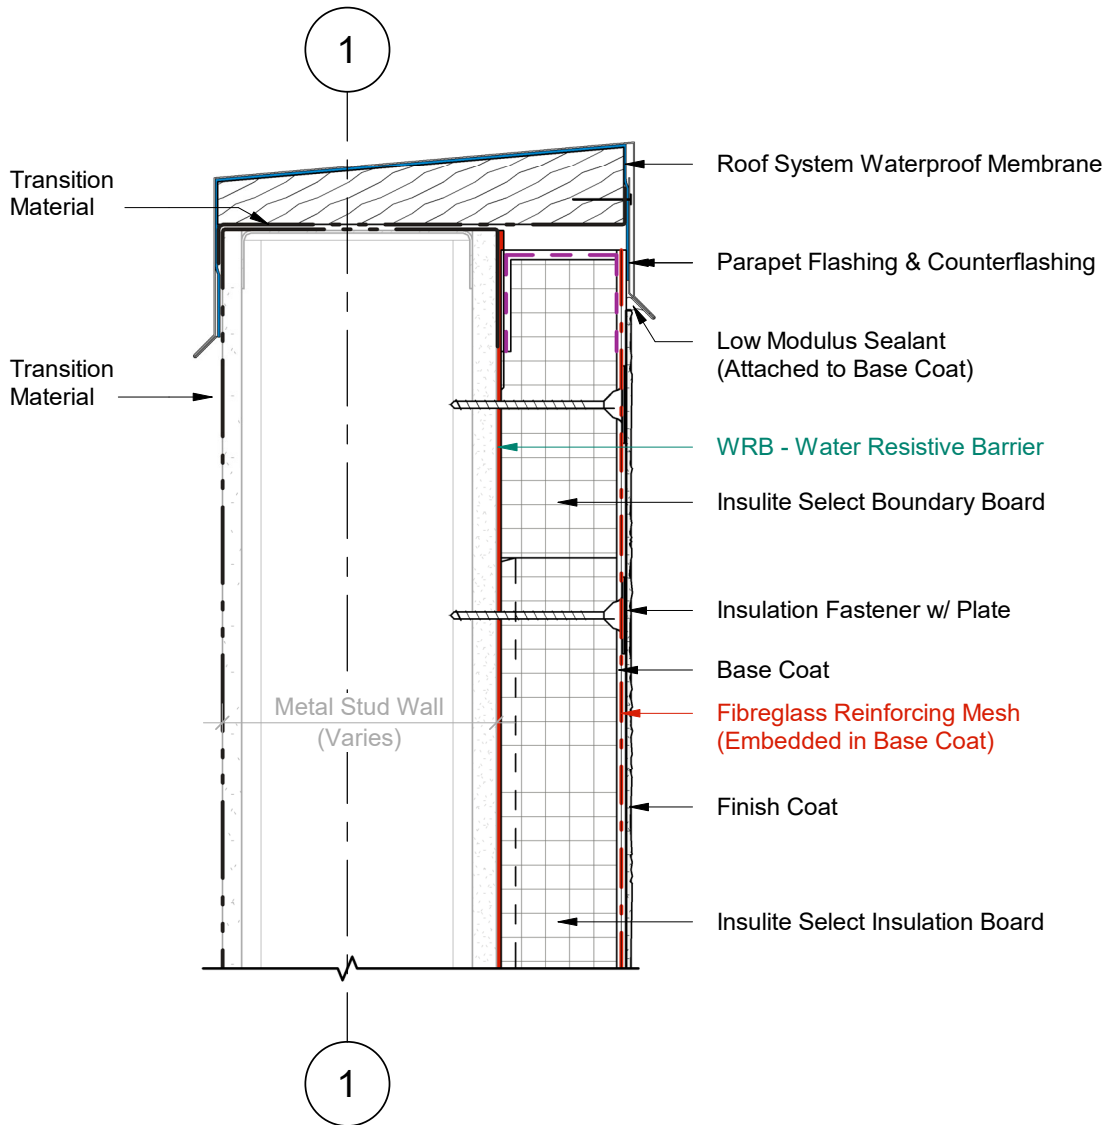 1
Transition
Material
Roof System Waterproof Membrane
Parapet Flashing & Counterflashing
Low Modulus Sealant
(Attached to Base Coat)
Transition
Material
WRB - Water Resistive Barrier
Insulite Select Boundary Board
Insulation Fastener w/ Plate
Base Coat
Metal Stud Wall
(Varies)
Fibreglass Reinforcing Mesh
(Embedded in Base Coat)
Finish Coat
Insulite Select Insulation Board
1